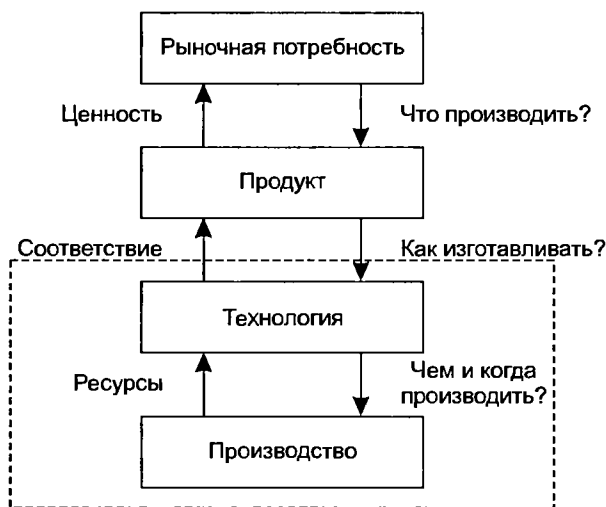 Рыночная потребность
Ценность
Что производить?
Продукт
Соответствие
Как изготавливать?
Технология
Ресурсы
Чем и когда
производить?
Производство